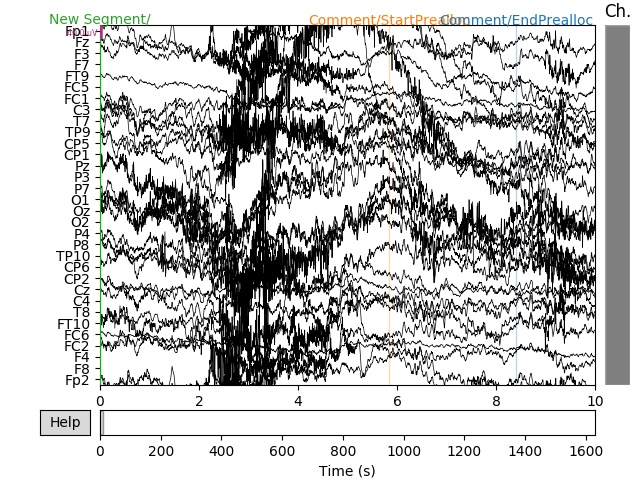 New Segment/ Comment/StartPrealloc Comment/EndPrealloc Ch.
Fp1
Fz
F3
F7
FT9
FC5
FC1
C3
T7
TP9
CP5
CP1
Pz
P3
P7
O1
Oz
O2
P4
P8
TP10
CP6
CP2
Cz
C4
T8
FT10
FC6
FC2
F4
F8
Fp2
0 2 4 6 8 10
Help
0 200 400 600 800 1000 1200 1400 1600
Time (s)